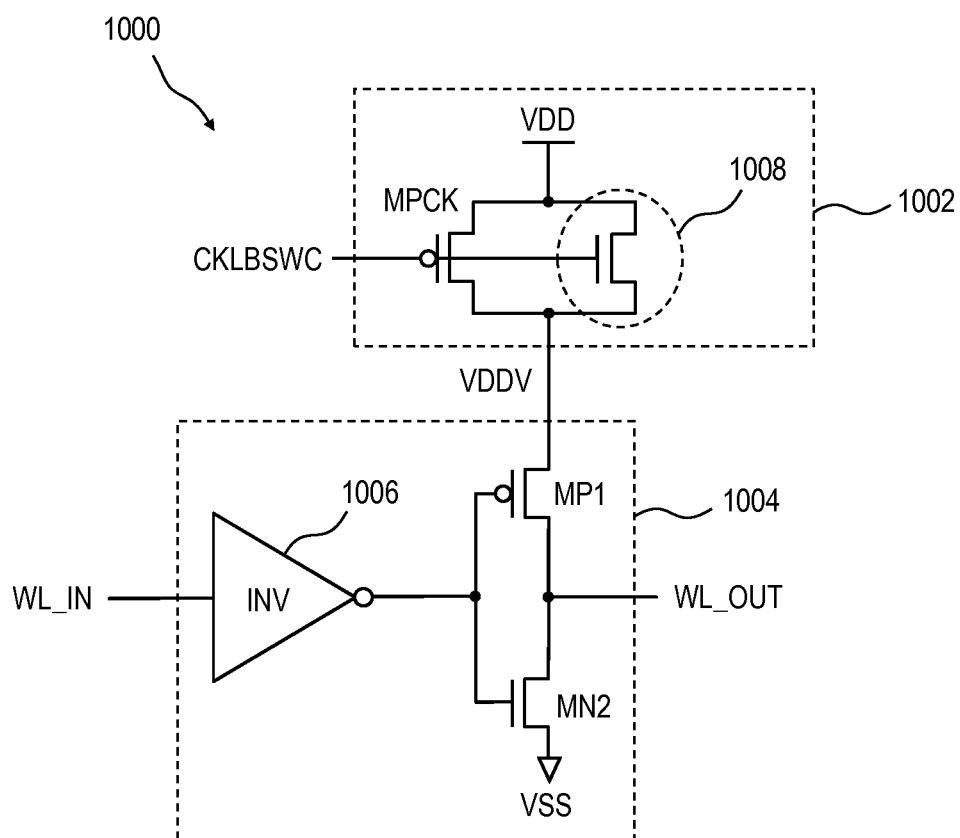 1000
VDD
1008
MPCK
1002
CKLBSWC
VDDV
1006
MP1
1004
WL_IN
INV
WL_OUT
MN2
VSS